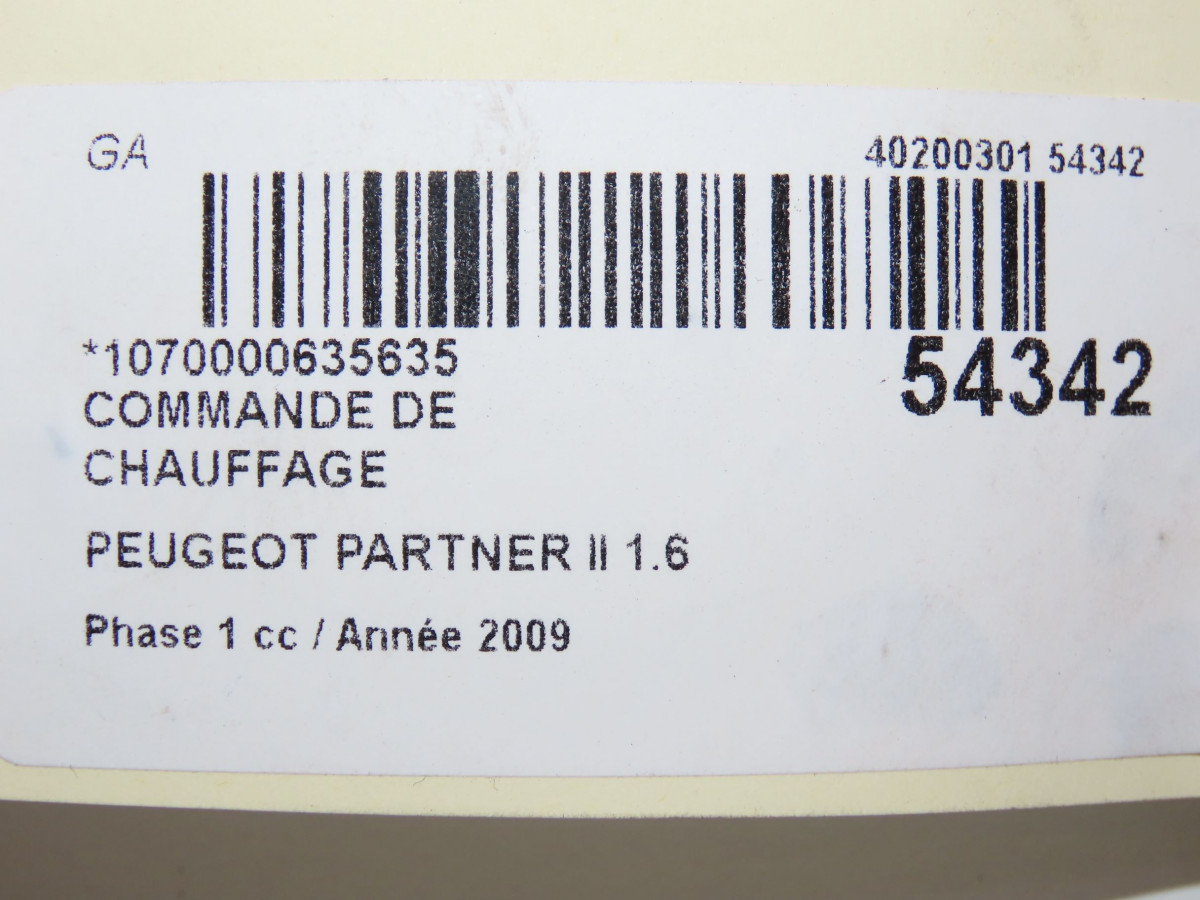 GA
40200301 54342
*1070000635635
54342
COMMANDE DE
CHAUFFAGE
PEUGEOT PARTNER II 1.6
Phase 1 cc / Année 2009